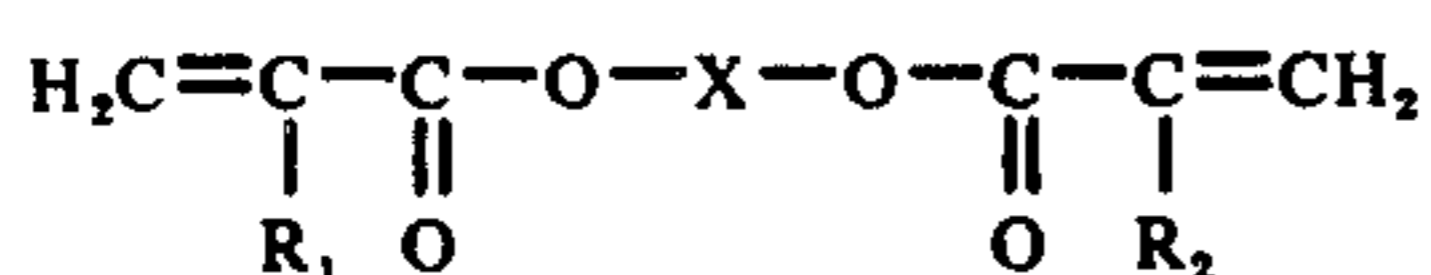 H₂C=C—C—O—X—O—C—C=CH₂
R₁ O O R₂